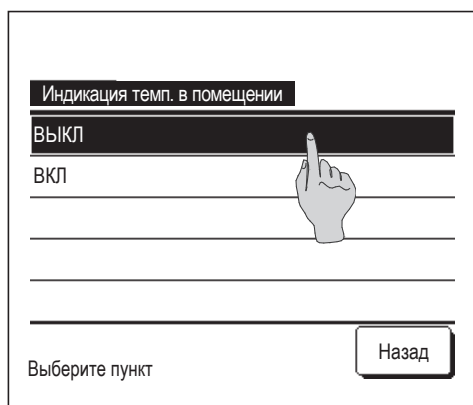 Индикация темп. в помещении
ВЫКЛ
ВКЛ
Выберите пункт
Назад